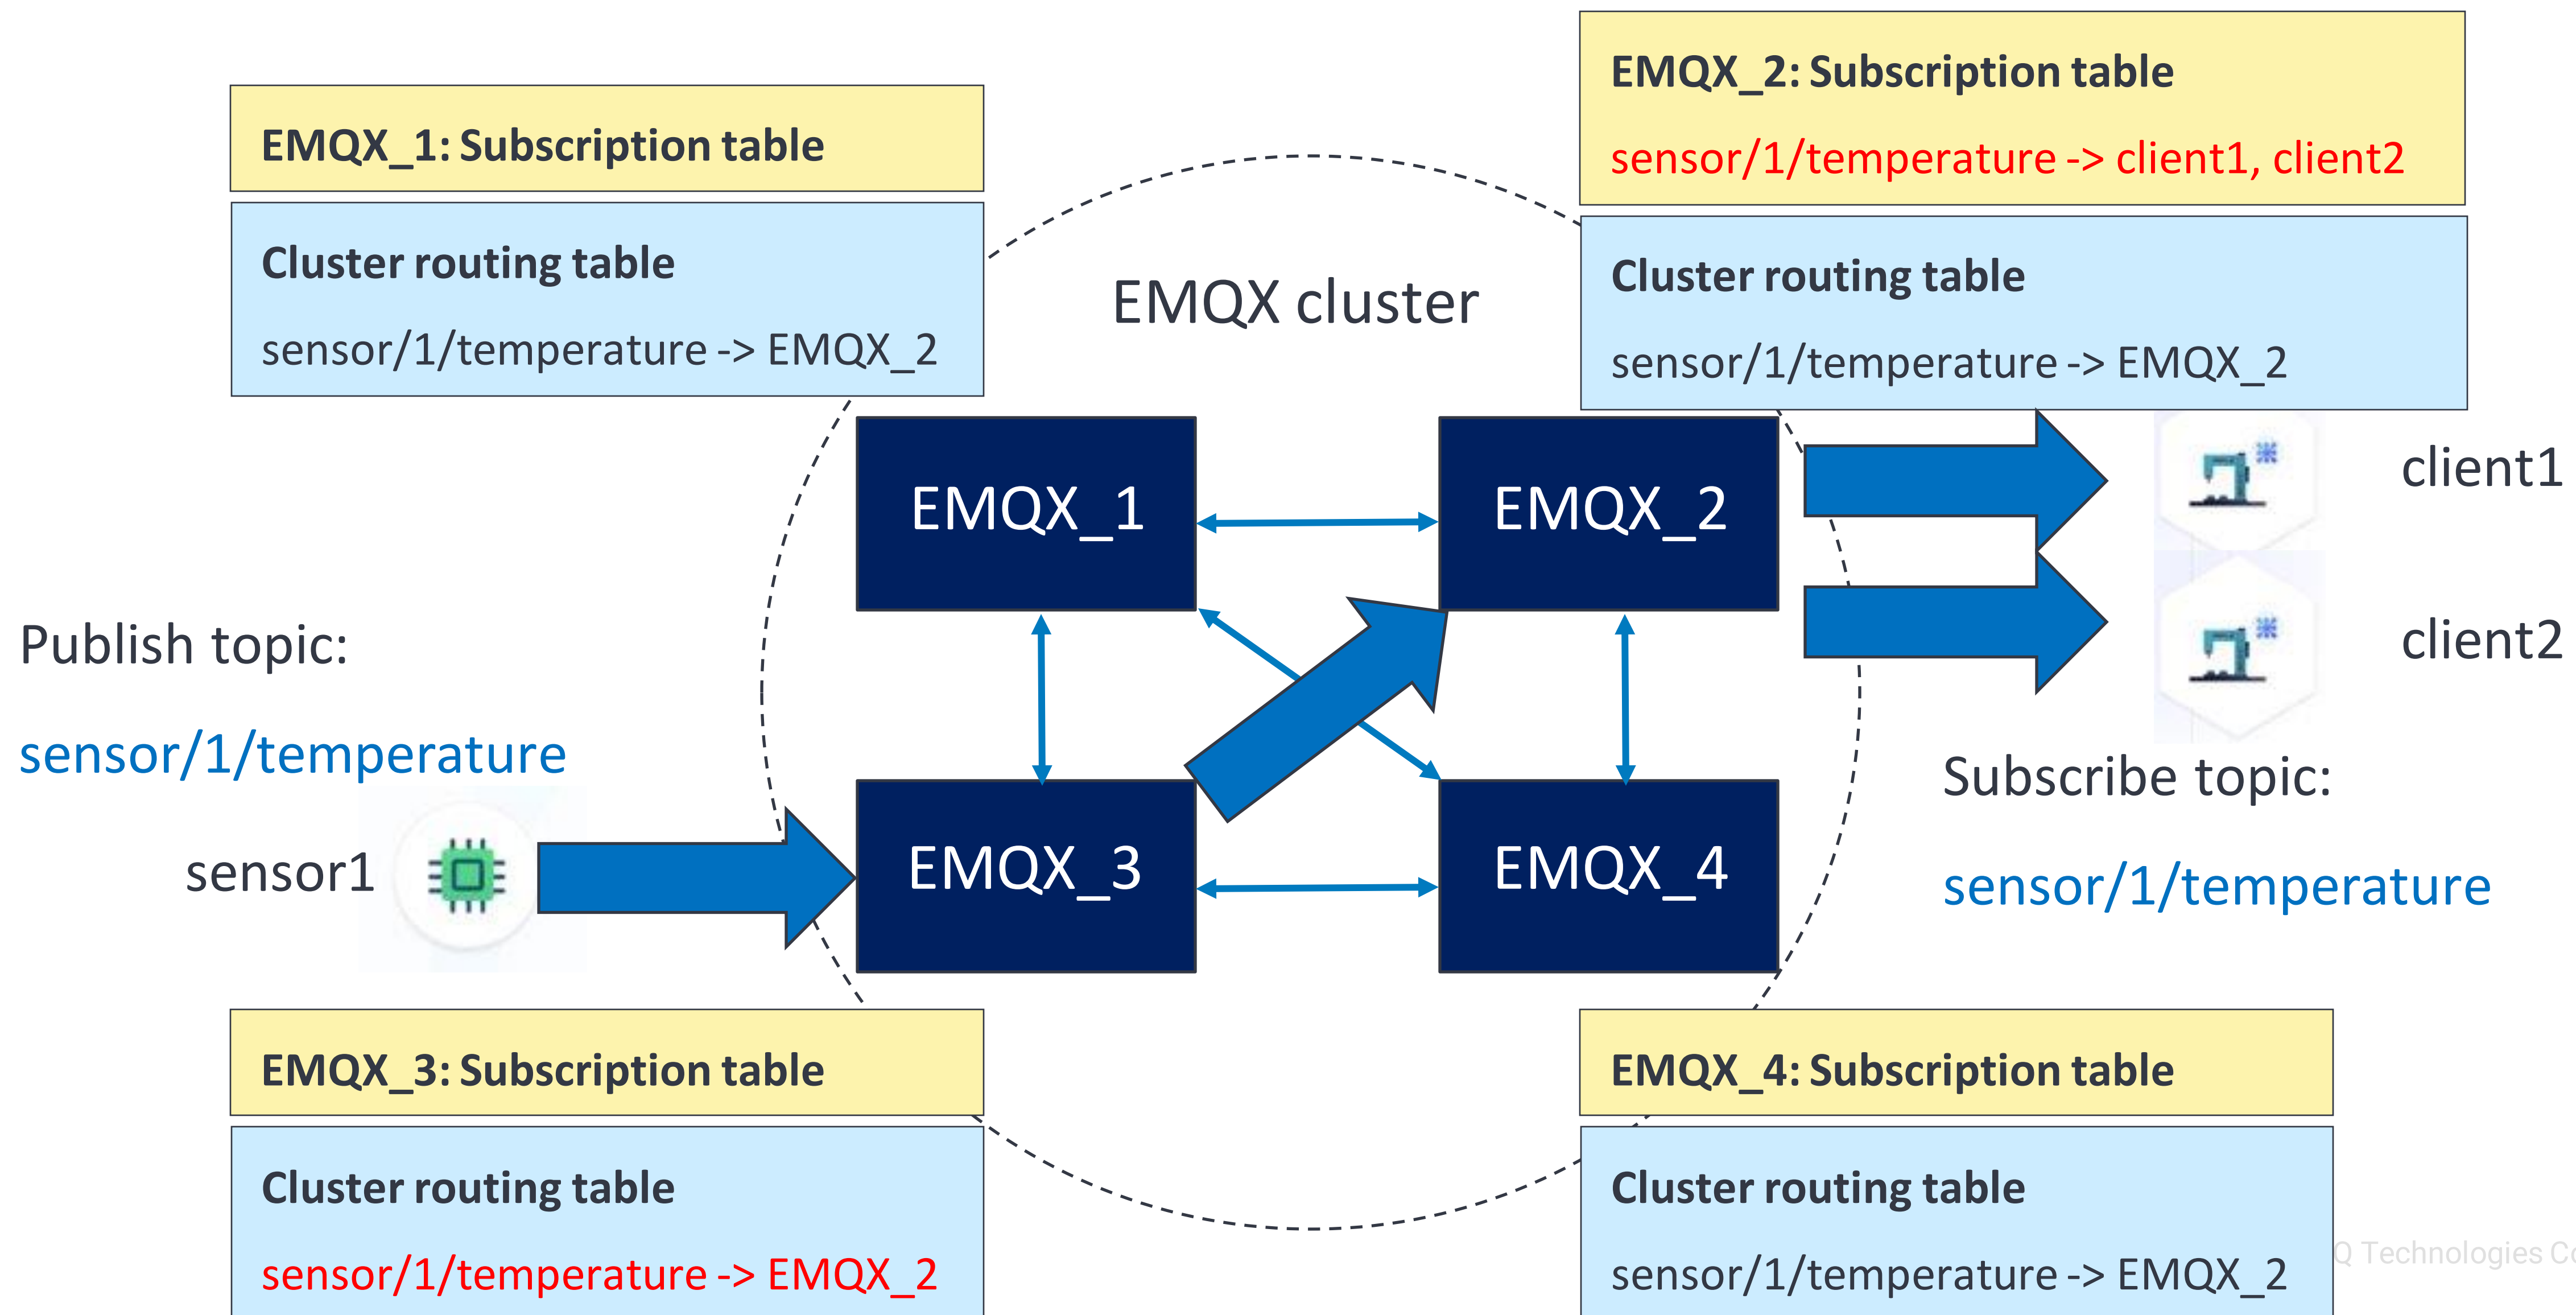 EMQX_1: Subscription table
Cluster routing table
sensor/1/temperature -> EMQX_2
EMQX_2: Subscription table
sensor/1/temperature -> client1, client2
Cluster routing table
sensor/1/temperature -> EMQX_2
EMQX cluster
EMQX_1
EMQX_2
client1
client2
Publish topic:
sensor/1/temperature
sensor1
EMQX_3
EMQX_4
Subscribe topic:
sensor/1/temperature
EMQX_3: Subscription table
Cluster routing table
sensor/1/temperature -> EMQX_2
EMQX_4: Subscription table
Cluster routing table
sensor/1/temperature -> EMQX_2
Q Technologies Co